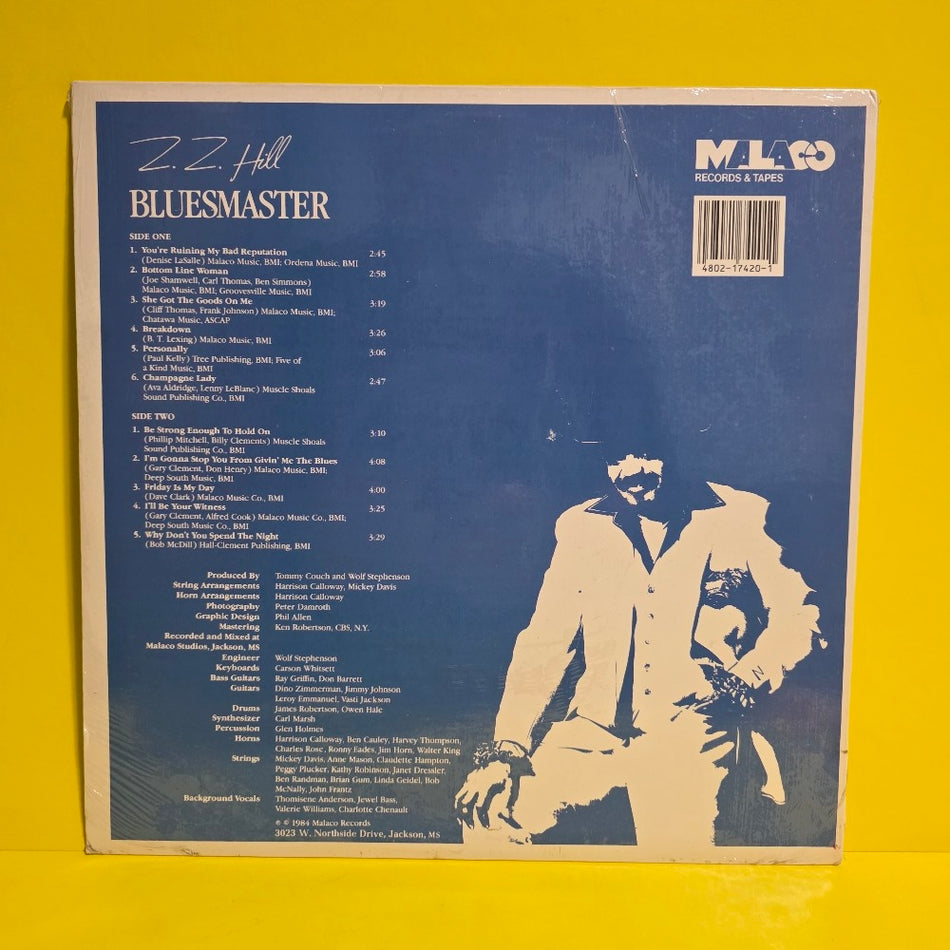 Z.Z. Hill
BLUESMASTER
MALACO
RECORDS & TAPES
4802-17420-1
SIDE ONE
1. You're Ruining My Bad Reputation 2:45
(Denise LaSalle) Malaco Music, BMI; Ordena Music, BMI
2. Bottom Line Woman 2:58
(Joe Shamwell, Carl Thomas, Ben Simmons)
Malaco Music, BMI; Groovesville Music, BMI
3. She Got The Goods On Me 3:19
(Cliff Thomas, Frank Johnson) Malaco Music, BMI;
Chatawa Music, ASCAP
4. Breakdown 3:26
(B. T. Lexing) Malaco Music, BMI
5. Personally 3:06
(Paul Kelly) Tree Publishing, BMI; Five of
a Kind Music, BMI
6. Champagne Lady 2:47
(Ava Aldridge, Lenny LeBlanc) Muscle Shoals
Sound Publishing Co., BMI
SIDE TWO
1. Be Strong Enough To Hold On 3:10
(Phillip Mitchell, Billy Clements) Muscle Shoals
Sound Publishing Co., BMI
2. I'm Gonna Stop You From Givin' Me The Blues 4:08
(Gary Clement, Don Henry) Malaco Music, BMI;
Deep South Music, BMI
3. Friday Is My Day 4:00
(Dave Clark) Malaco Music Co., BMI
4. I'll Be Your Witness 3:25
(Gary Clement, Alfred Cook) Malaco Music Co., BMI;
Deep South Music Co., BMI
5. Why Don't You Spend The Night 3:29
(Bob McDill) Hall-Clement Publishing, BMI
Produced By Tommy Couch and Wolf Stephenson
String Arrangements Harrison Calloway, Mickey Davis
Horn Arrangements Harrison Calloway
Photography Peter Damroth
Graphic Design Phil Allen
Mastering Ken Robertson, CBS, N.Y.
Recorded and Mixed at
Malaco Studios, Jackson, MS
Engineer Wolf Stephenson
Keyboards Carson Whitsett
Bass Guitars Ray Griffin, Don Barrett
Guitars Dino Zimmerman, Jimmy Johnson
Leroy Emmanuel, Vasti Jackson
Drums James Robertson, Owen Hale
Synthesizer Carl Marsh
Percussion Glen Holmes
Horns Harrison Calloway, Ben Cauley, Harvey Thompson,
Charles Rose, Ronny Eades, Jim Horn, Walter King
Strings Mickey Davis, Anne Mason, Claudette Hampton,
Peggy Plucker, Kathy Robinson, Janet Dressler,
Ben Randman, Brian Gum, Linda Geidel, Bob
McNally, John Frantz
Background Vocals Thomisene Anderson, Jewel Bass,
Valerie Williams, Charlotte Chenault
℗ © 1984 Malaco Records
3023 W. Northside Drive, Jackson, MS